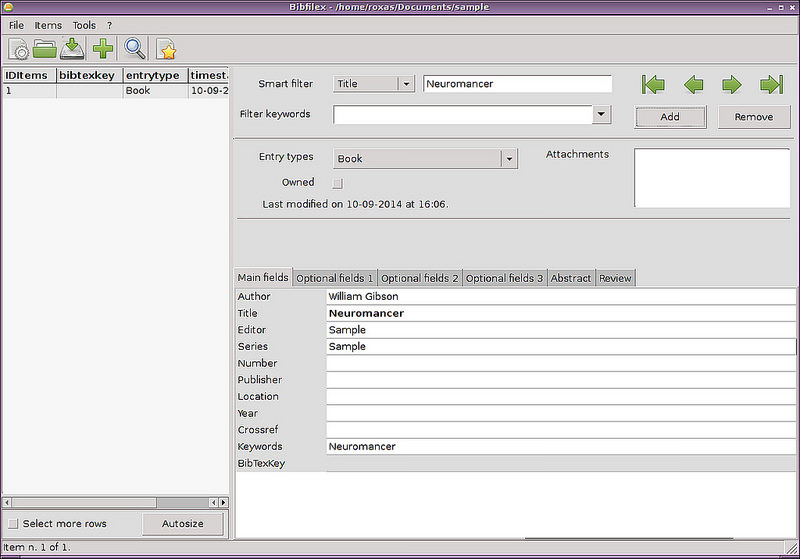 Bibfilex - /home/roxas/Documents/sample
File Items Tools ?
IDItems bibtexkey entrytype timest
1 Book 10-09-2
Smart filter Title Neuromancer
Filter keywords
Add Remove
Entry types Book Attachments
Owned
Last modified on 10-09-2014 at 16:06.
Main fields Optional fields 1 Optional fields 2 Optional fields 3 Abstract Review
Author William Gibson
Title Neuromancer
Editor Sample
Series Sample
Number
Publisher
Location
Year
Crossref
Keywords Neuromancer
BibTexKey
Select more rows Autosize
Item n. 1 of 1.